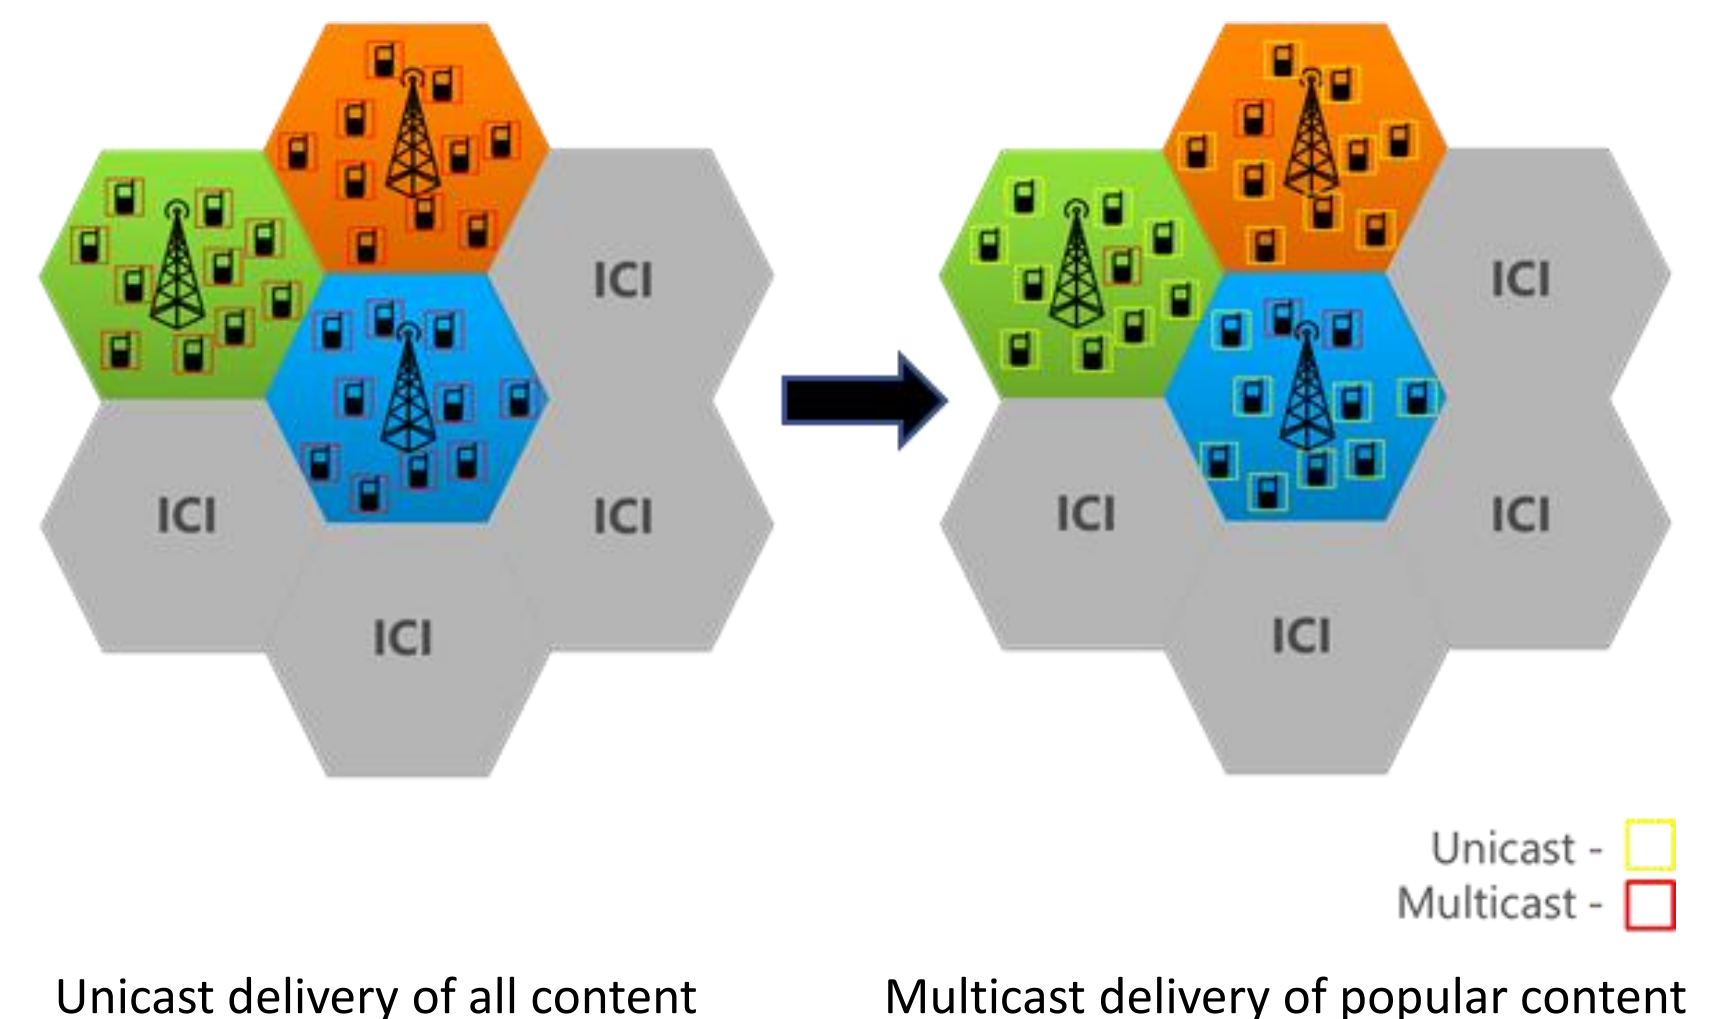 ICI
ICI
ICI
ICI
ICI
ICI
ICI
ICI
Unicast -
Multicast -
Unicast delivery of all content
Multicast delivery of popular content